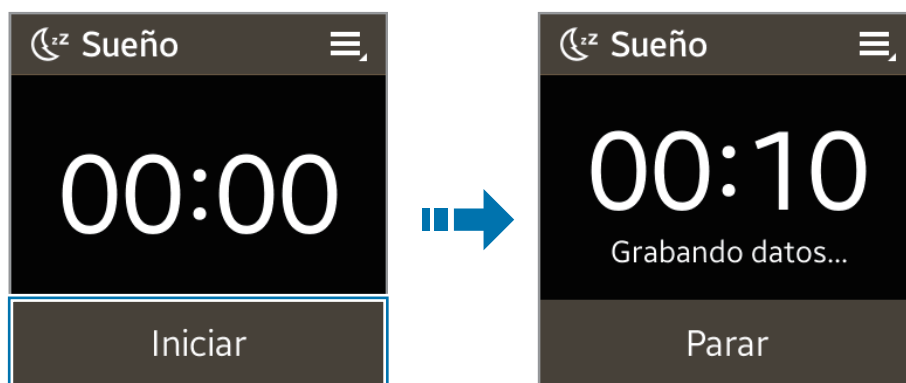 Sueño
00:00
Iniciar
Sueño
00:10
Grabando datos...
Parar